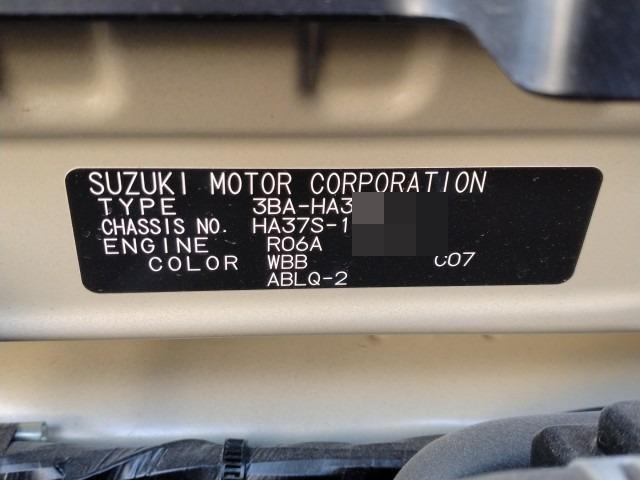 SUZUKI MOTOR CORPORATION
TYPE 3BA-HA3
CHASSIS NO. HA37S-1
ENGINE R06A
COLOR WBB C07
ABLQ-2